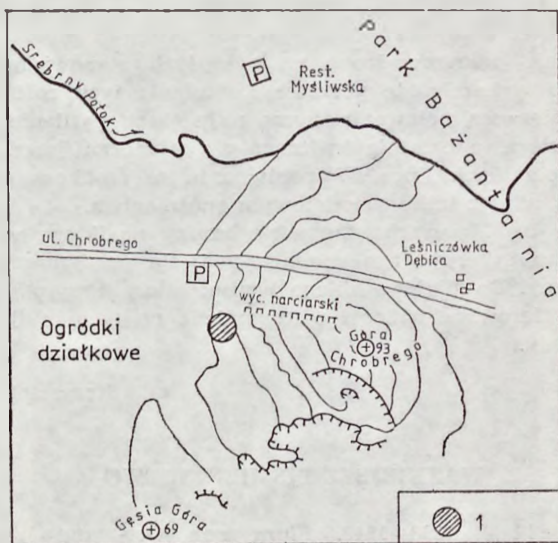 Park Bażantarnia
Srebrny Potok
P
Rest.
Myśliwska
ul. Chrobrego
P
Leśniczówka
Dębica
wyc. narciarski
Ogródki
działkowe
Góra
Chrobrego
93
Gęsia Góra
69
1